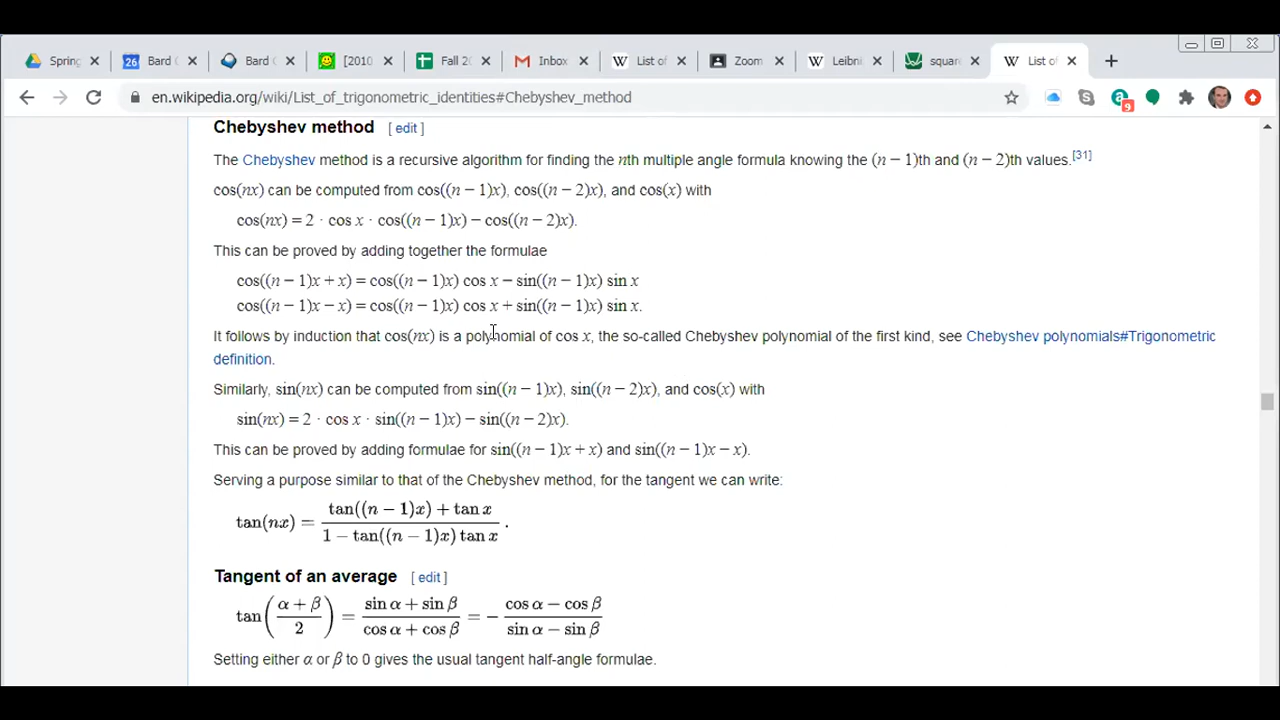 Spring
26 Bard
Bard
[2010
Fall 2
Inbox
List of
Zoom
Leibni
square
List of
en.wikipedia.org/wiki/List_of_trigonometric_identities#Chebyshev_method
9
Chebyshev method [ edit ]
The Chebyshev method is a recursive algorithm for finding the nth multiple angle formula knowing the (n − 1)th and (n − 2)th values.[31]
cos(nx) can be computed from cos((n − 1)x), cos((n − 2)x), and cos(x) with
cos(nx) = 2 · cos x · cos((n − 1)x) − cos((n − 2)x).
This can be proved by adding together the formulae
cos((n − 1)x + x) = cos((n − 1)x) cos x − sin((n − 1)x) sin x
cos((n − 1)x − x) = cos((n − 1)x) cos x + sin((n − 1)x) sin x.
It follows by induction that cos(nx) is a polynomial of cos x, the so-called Chebyshev polynomial of the first kind, see Chebyshev polynomials#Trigonometric
definition.
Similarly, sin(nx) can be computed from sin((n − 1)x), sin((n − 2)x), and cos(x) with
sin(nx) = 2 · cos x · sin((n − 1)x) − sin((n − 2)x).
This can be proved by adding formulae for sin((n − 1)x + x) and sin((n − 1)x − x).
Serving a purpose similar to that of the Chebyshev method, for the tangent we can write:
tan(nx) = (tan((n − 1)x) + tan x) / (1 − tan((n − 1)x) tan x) .
Tangent of an average [ edit ]
tan((α + β) / 2) = (sin α + sin β) / (cos α + cos β) = − (cos α − cos β) / (sin α − sin β)
Setting either α or β to 0 gives the usual tangent half-angle formulae.